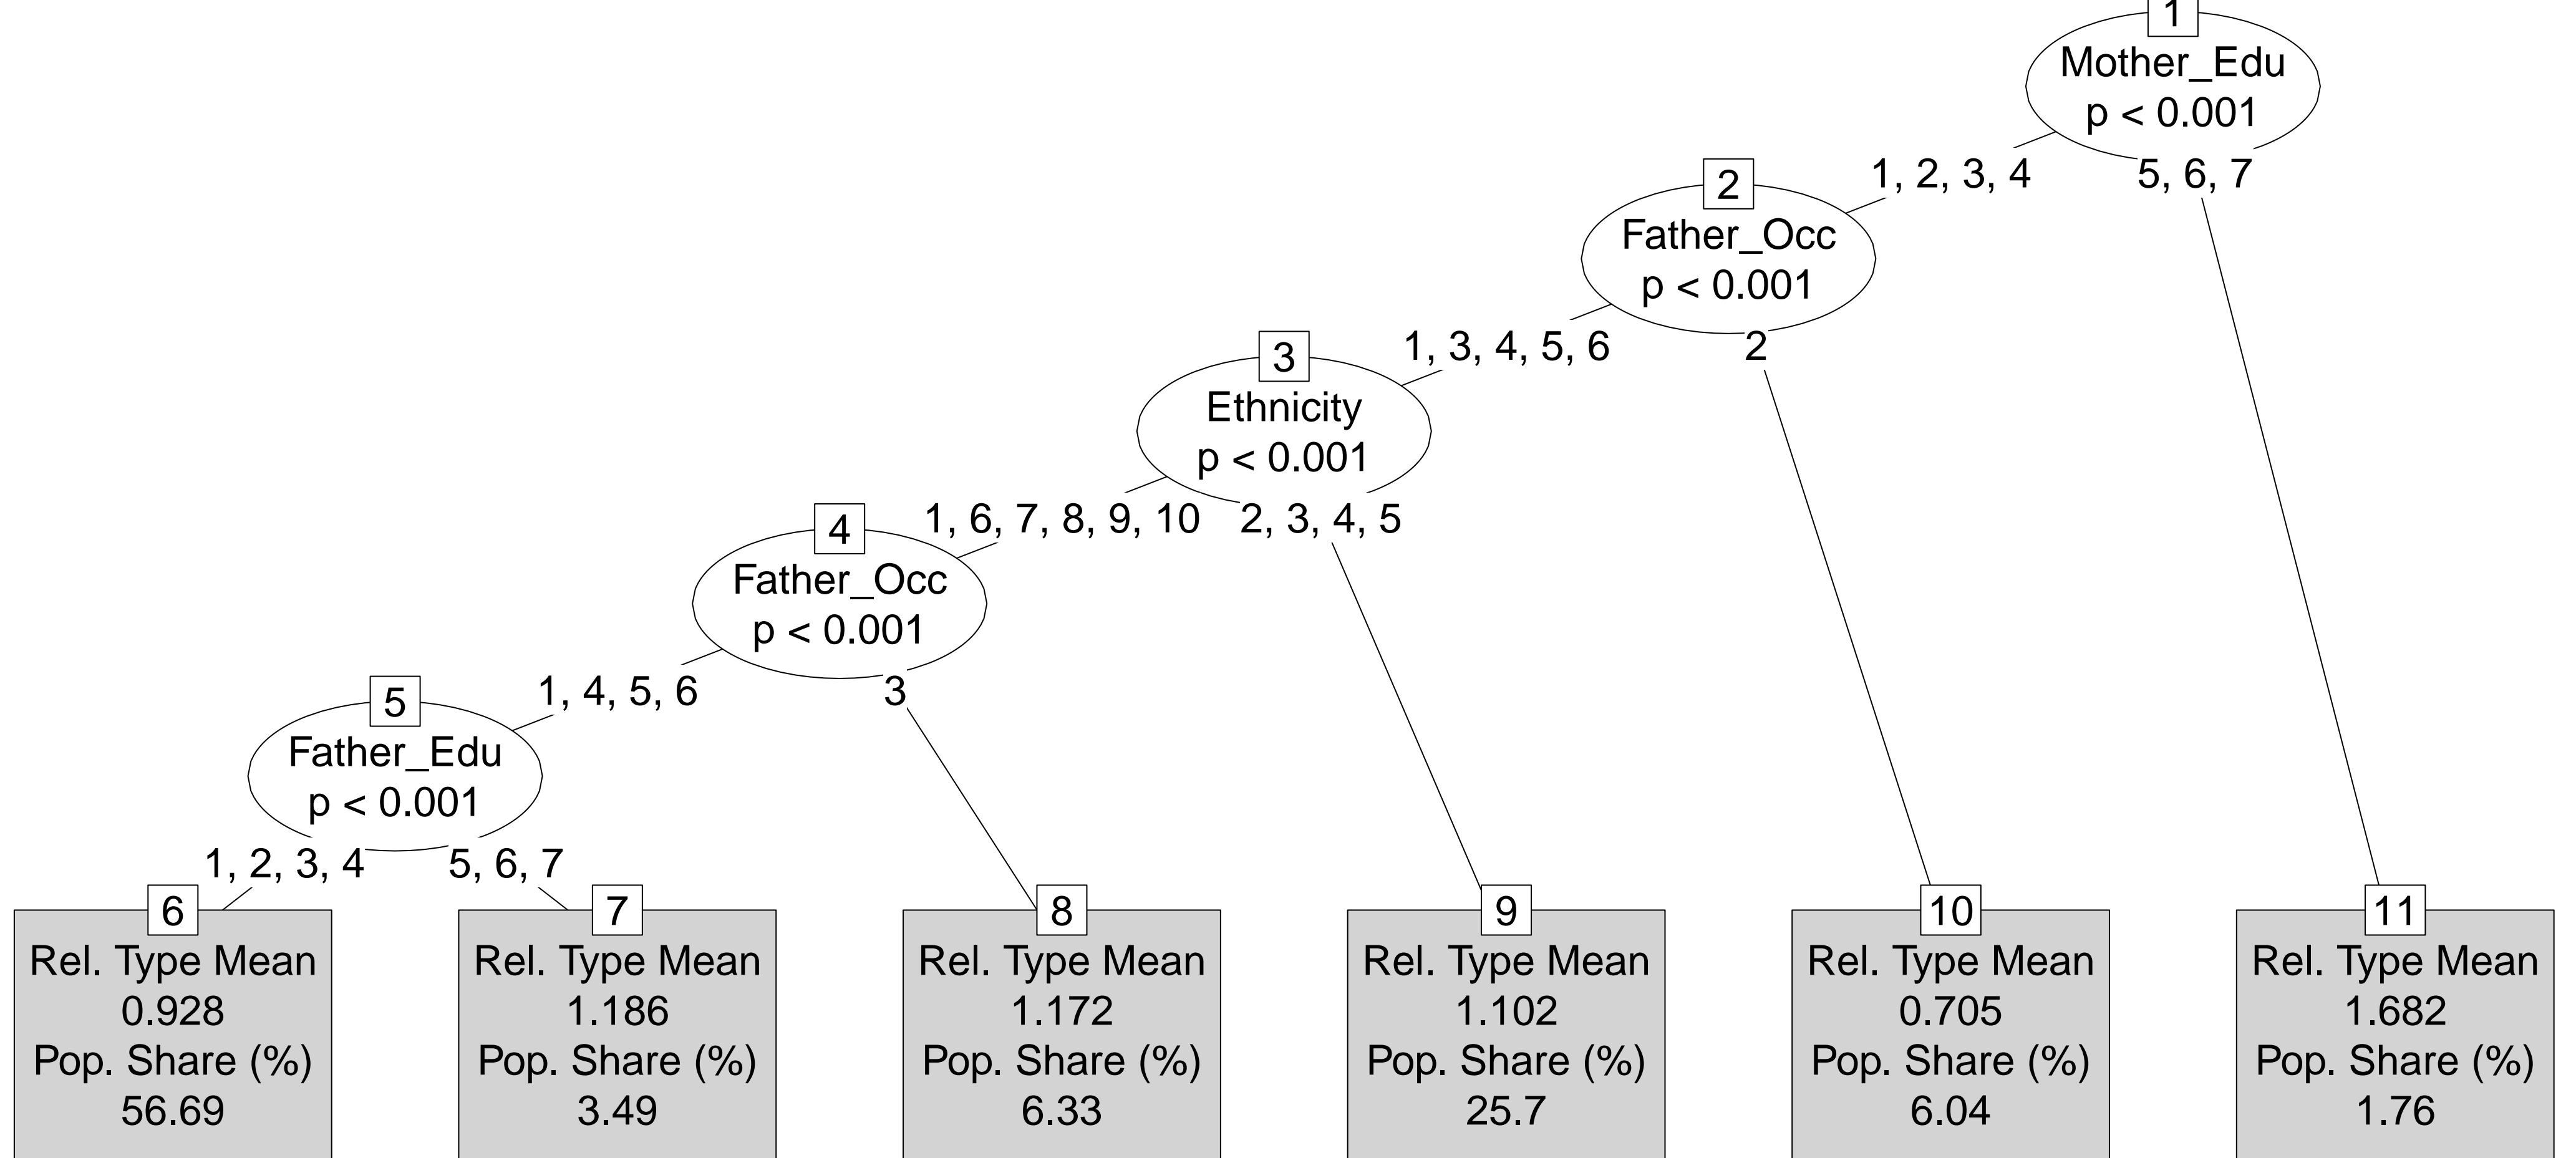 1
Mother_Edu
p < 0.001
1, 2, 3, 4
5, 6, 7
2
Father_Occ
p < 0.001
1, 3, 4, 5, 6
2
3
Ethnicity
p < 0.001
1, 6, 7, 8, 9, 10
2, 3, 4, 5
4
Father_Occ
p < 0.001
1, 4, 5, 6
3
5
Father_Edu
p < 0.001
1, 2, 3, 4
5, 6, 7
6
Rel. Type Mean
0.928
Pop. Share (%)
56.69
7
Rel. Type Mean
1.186
Pop. Share (%)
3.49
8
Rel. Type Mean
1.172
Pop. Share (%)
6.33
9
Rel. Type Mean
1.102
Pop. Share (%)
25.7
10
Rel. Type Mean
0.705
Pop. Share (%)
6.04
11
Rel. Type Mean
1.682
Pop. Share (%)
1.76